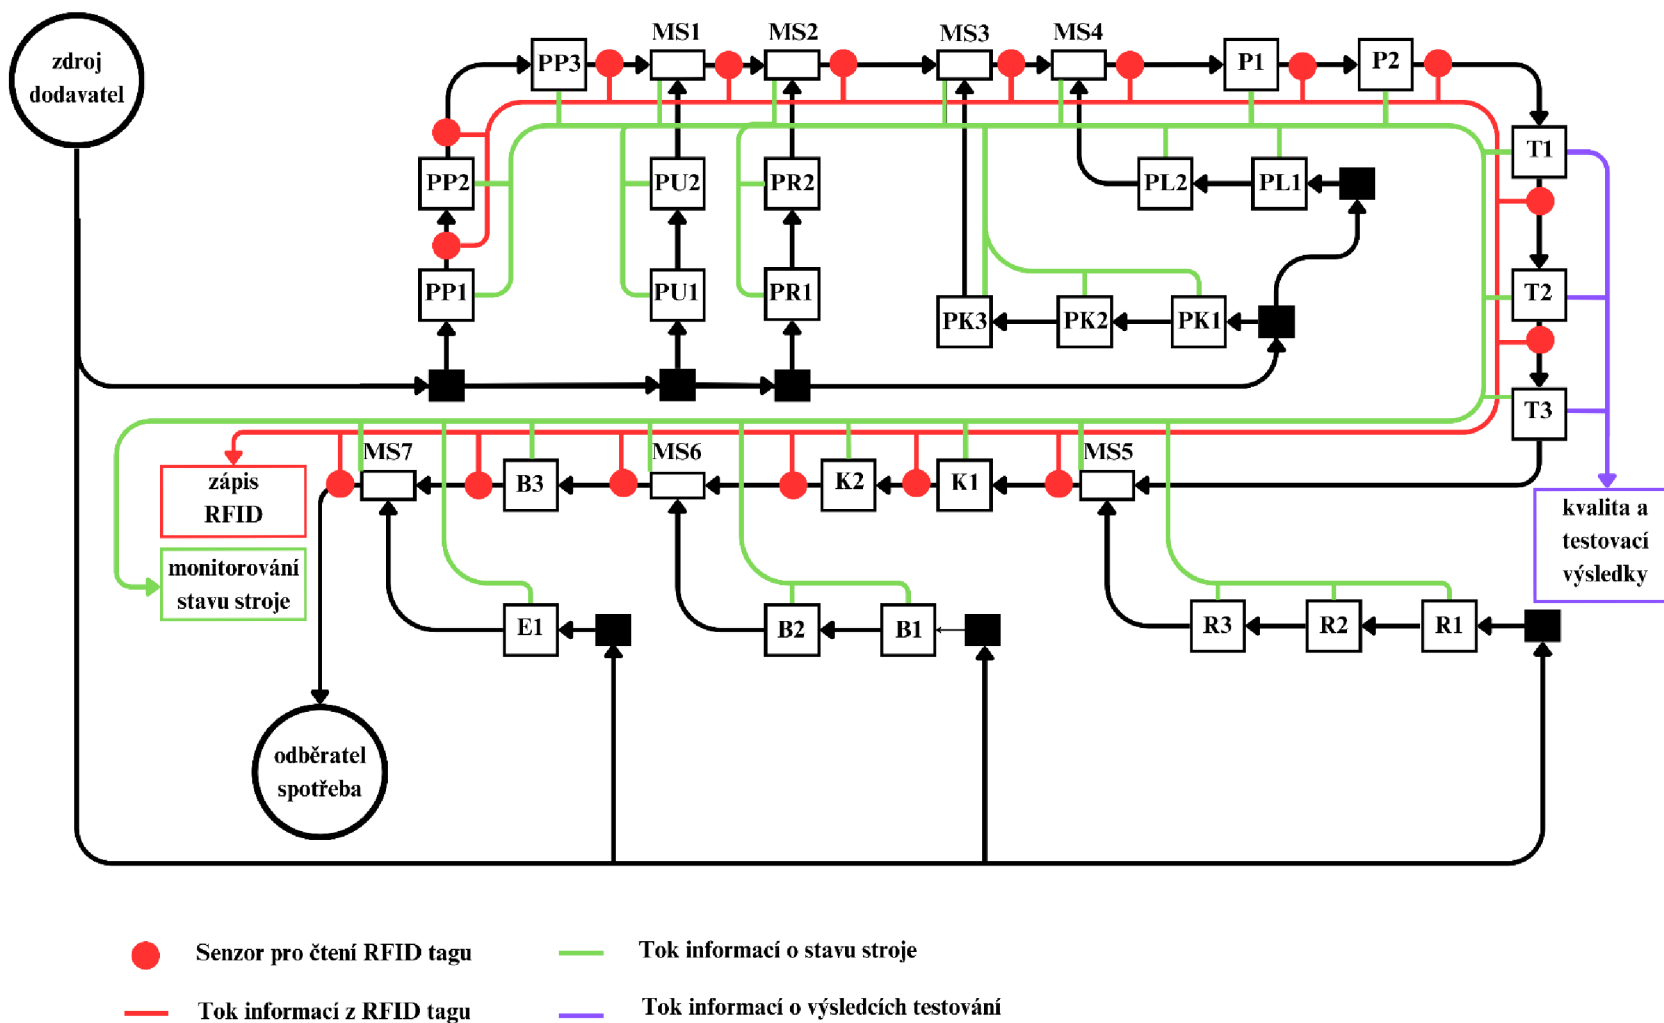 zdroj
dodavatel
MS1
MS2
MS3
MS4
PP3
P1
P2
T1
PP2
PU2
PR2
PL2
PL1
PP1
PU1
PR1
PK3
PK2
PK1
T2
T3
MS7
MS6
MS5
zápis
RFID
B3
K2
K1
kvalita a
testovací
výsledky
monitorování
stavu stroje
E1
B2
B1
R3
R2
R1
odběratel
spotřeba
Senzor pro čtení RFID tagu
Tok informací o stavu stroje
Tok informací z RFID tagu
Tok informací o výsledcích testování